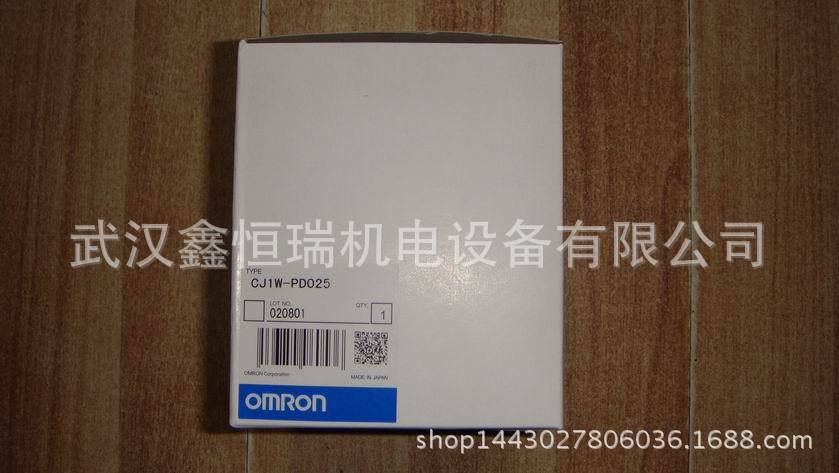 武汉鑫恒瑞机电设备有限公司
TYPE
CJ1W-PD025
LOT NO. QTY.
020801 1
OMRON Corporation MADE IN JAPAN
OMRON
shop1443027806036.1688.com